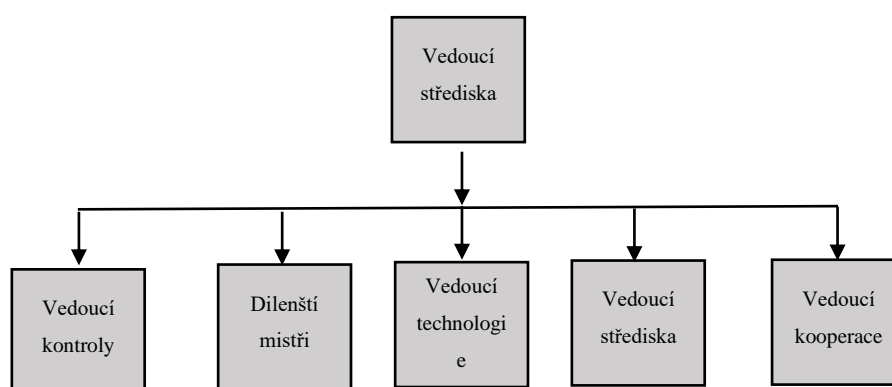 Vedoucí
střediska
Vedoucí
kontroly
Dilenští
mistři
Vedoucí
technologi
e
Vedoucí
střediska
Vedoucí
kooperace